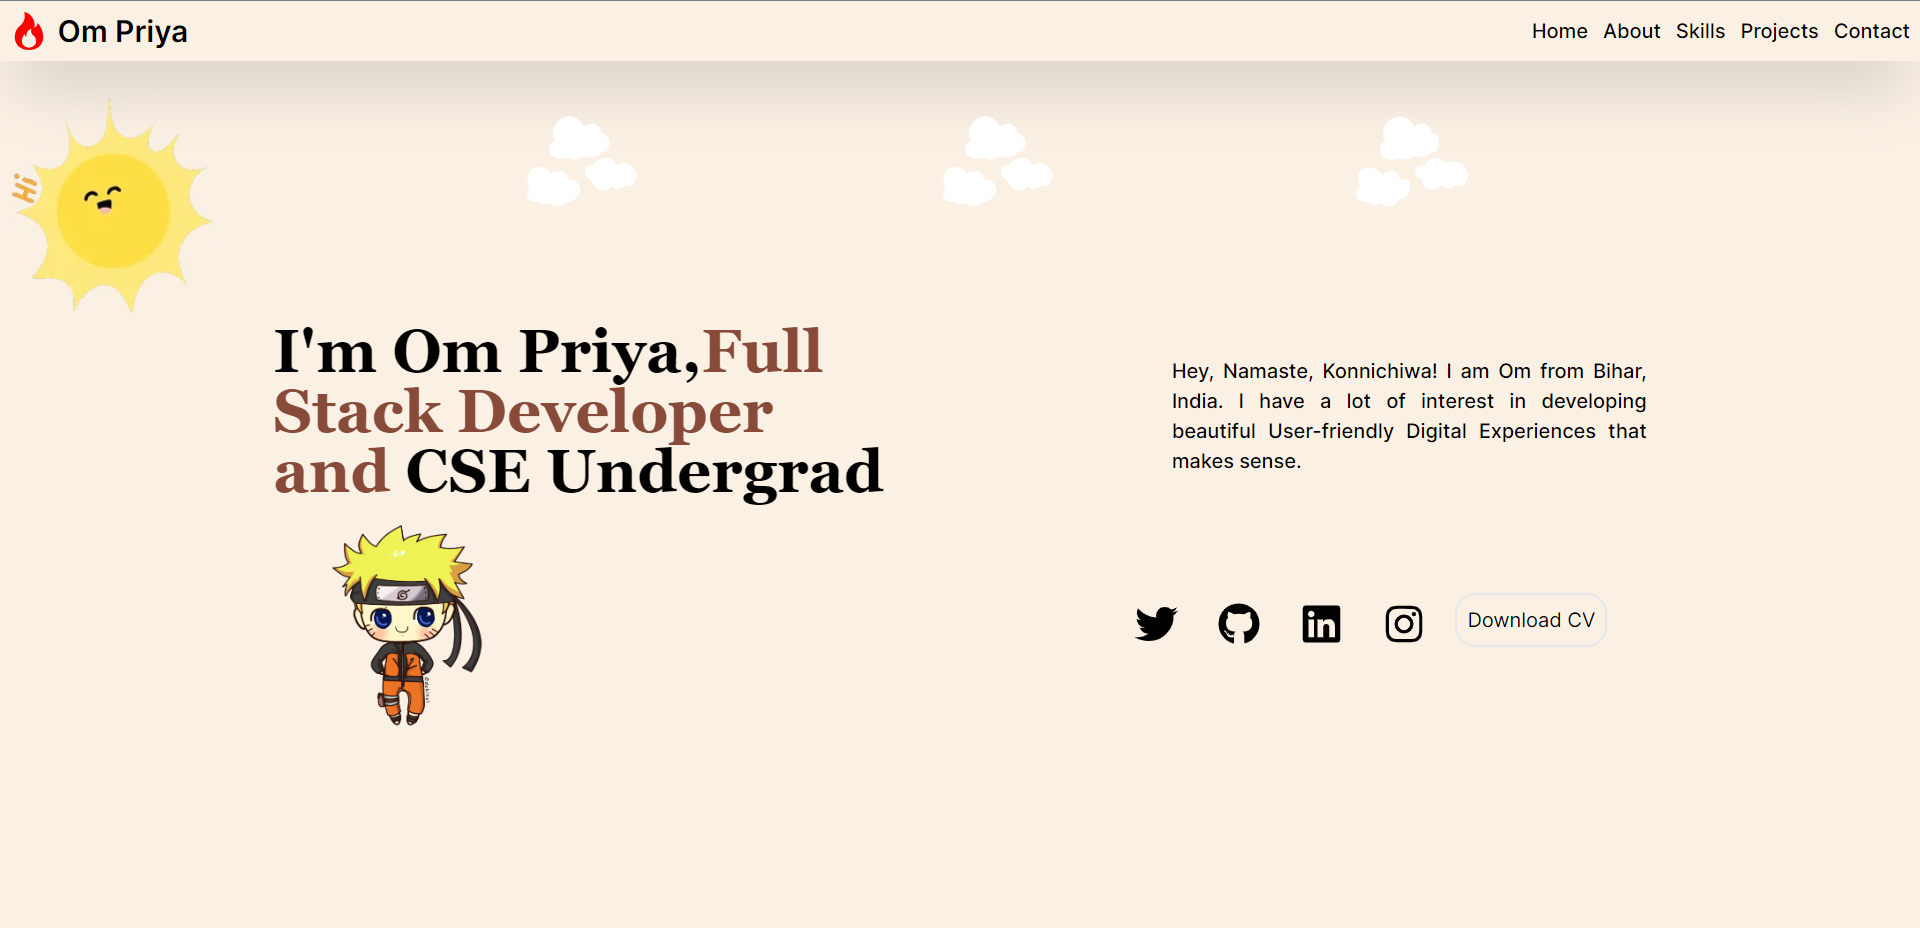 Om Priya
Home About Skills Projects Contact
Hi
I'm Om Priya,Full
Stack Developer
and CSE Undergrad
Hey, Namaste, Konnichiwa! I am Om from Bihar,
India. I have a lot of interest in developing
beautiful User-friendly Digital Experiences that
makes sense.
in
Download CV